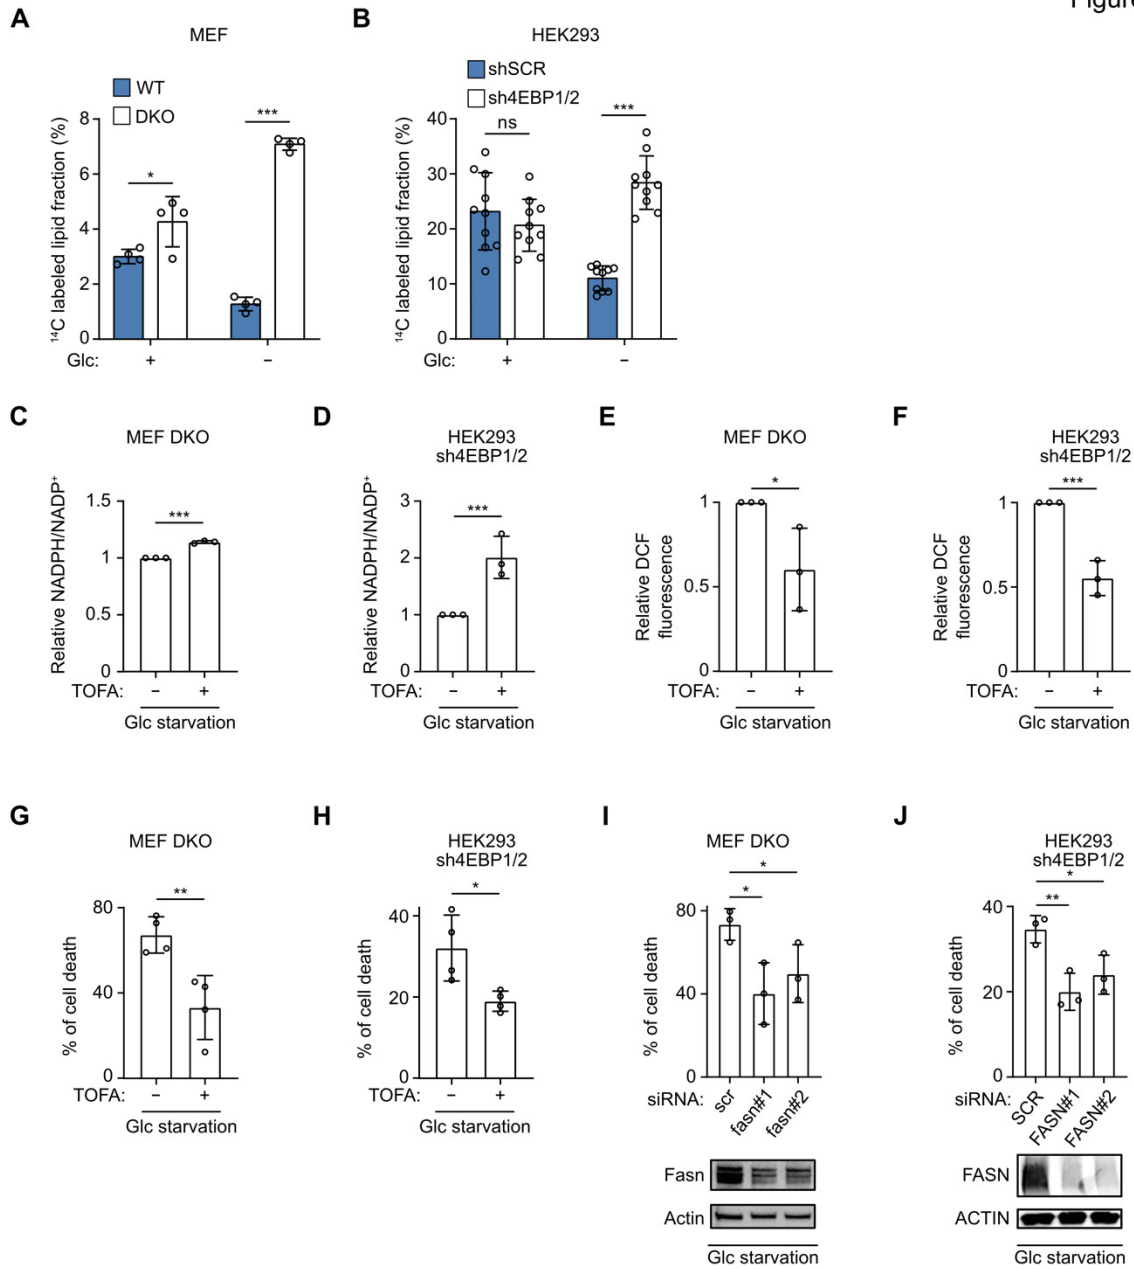 Figure
A
MEF
WT
DKO
¹⁴C labeled lipid fraction (%)
8
6
4
2
0
*
***
Glc:
+
−
B
HEK293
shSCR
sh4EBP1/2
¹⁴C labeled lipid fraction (%)
40
30
20
10
0
ns
***
Glc:
+
−
C
MEF DKO
Relative NADPH/NADP⁺
1.5
1
0.5
0
***
TOFA:
− +
Glc starvation
D
HEK293
sh4EBP1/2
Relative NADPH/NADP⁺
3
2
1
0
***
TOFA:
− +
Glc starvation
E
MEF DKO
Relative DCF
fluorescence
1
0.5
0
*
TOFA:
− +
Glc starvation
F
HEK293
sh4EBP1/2
Relative DCF
fluorescence
1
0.5
0
***
TOFA:
− +
Glc starvation
G
MEF DKO
% of cell death
80
40
0
**
TOFA:
− +
Glc starvation
H
HEK293
sh4EBP1/2
% of cell death
40
20
0
*
TOFA:
− +
Glc starvation
I
MEF DKO
% of cell death
80
40
0
*
*
siRNA:
scr
fasn#1
fasn#2
Fasn
Actin
Glc starvation
J
HEK293
sh4EBP1/2
% of cell death
40
20
0
*
**
siRNA:
SCR
FASN#1
FASN#2
FASN
ACTIN
Glc starvation